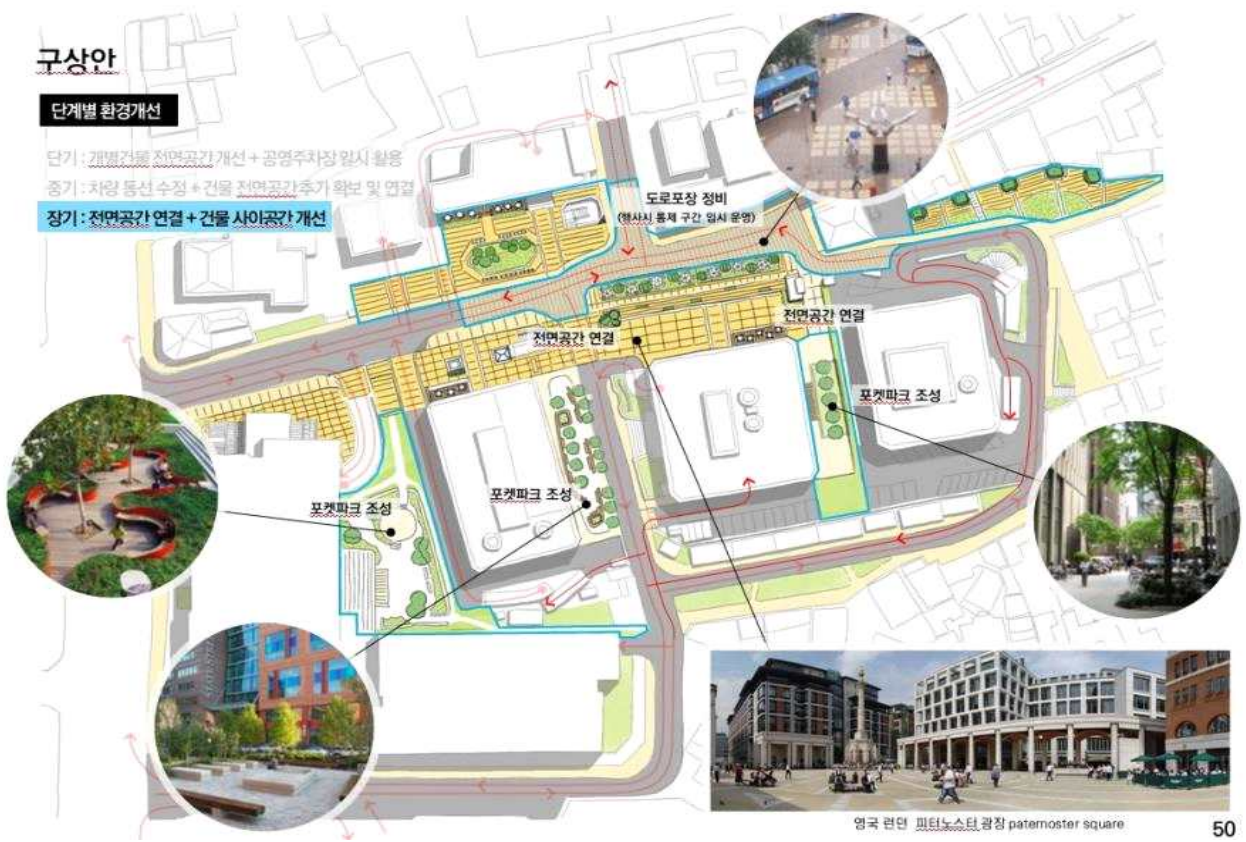 구상안
단계별 환경개선
단기 : 개별건물 전면공간 개선 + 공영주차장 임시 활용
중기 : 차량 동선 수정 + 건물 전면공간 추가 확보 및 연결
장기 : 전면공간 연결 + 건물 사이공간 개선
도로포장 정비
(행사시 통제 구간 임시 운영)
전면공간 연결
전면공간 연결
포켓파크 조성
포켓파크 조성
포켓파크 조성
영국 런던 피터노스터 광장 paternoster square
50